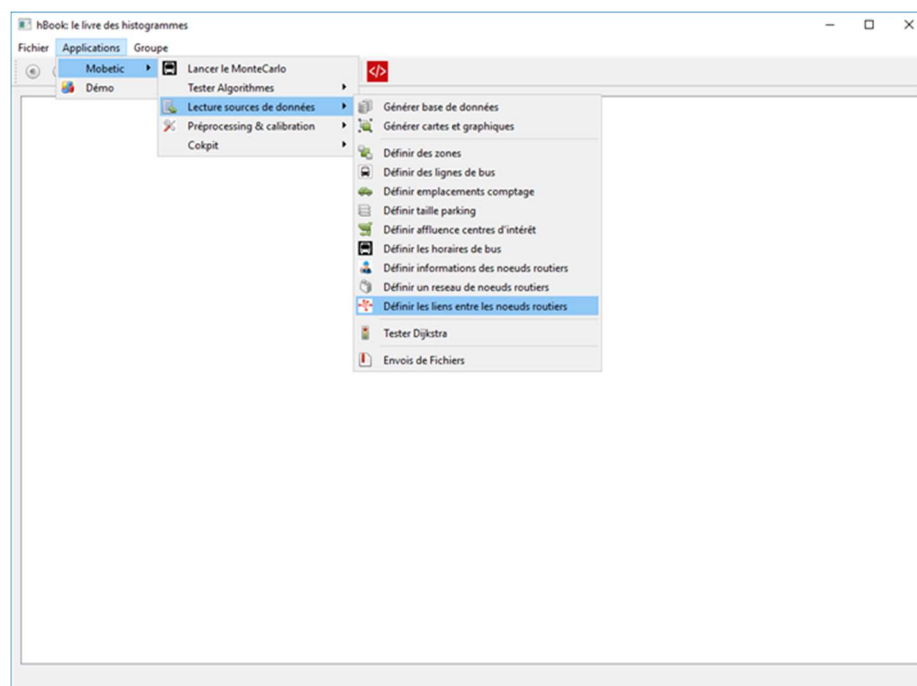 hBook: le livre des histogrammes
Fichier Applications Groupe
Mobetic
Démo
Lancer le MonteCarlo
Tester Algorithmes
Lecture sources de données
Préprocessing & calibration
Cokpit
</>
Générer base de données
Générer cartes et graphiques
Définir des zones
Définir des lignes de bus
Définir emplacements comptage
Définir taille parking
Définir affluence centres d'intérêt
Définir les horaires de bus
Définir informations des noeuds routiers
Définir un reseau de noeuds routiers
Définir les liens entre les noeuds routiers
Tester Dijkstra
Envois de Fichiers